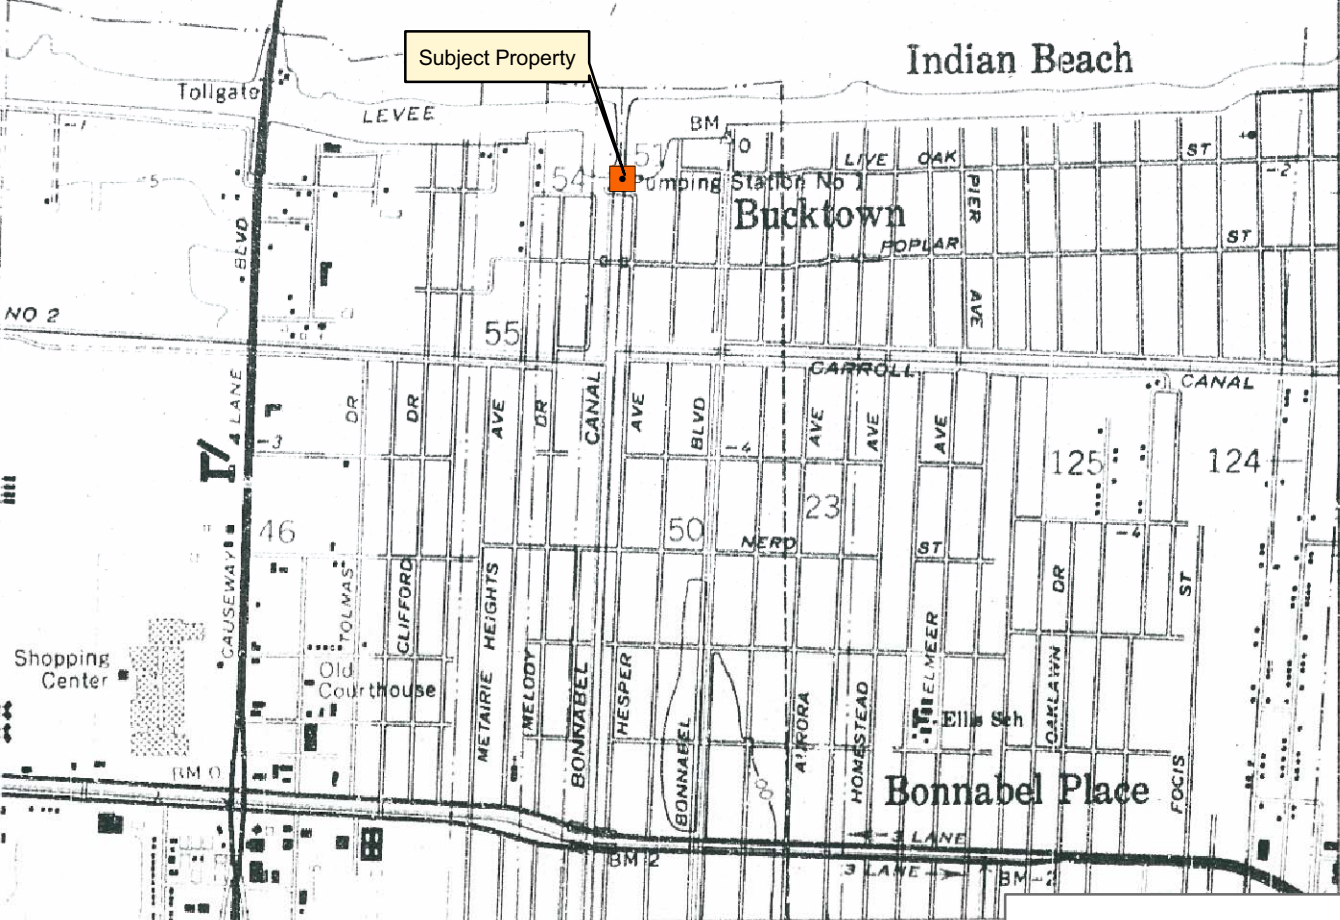 Subject Property
Indian Beach
Tollgate
LEVEE
BM
0
51
54
-5
LIVE OAK ST
-2
Pumping Station No 1
Bucktown
PIER AVE
POPLAR ST
BLVD
NO 2
55
CARROLL CANAL
4 LANE
DR
DR
AVE
DR
CANAL
AVE
BLVD
AVE
AVE
AVE
-3
-4
125
124
46
50
23
-4
NERO ST
CAUSEWAY
TOLMAS
CLIFFORD
METAIRIE HEIGHTS
MELODY
BONNABEL
HESPER
BONNABEL
AURORA
HOMESTEAD
ELMEER
OAKLAWN
DR
FOCIS
ST
Shopping
Center
Old
Courthouse
Ellis Sch
BM 0
Bonnabel Place
3 LANE
BM-2
3 LANE
BM-2